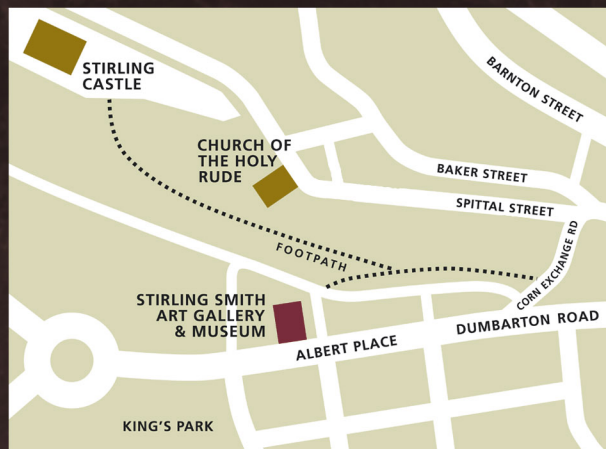 STIRLING
CASTLE
BARNTON STREET
CHURCH OF
THE HOLY
RUDE
BAKER STREET
SPITTAL STREET
FOOTPATH
CORN EXCHANGE RD
STIRLING SMITH
ART GALLERY
& MUSEUM
ALBERT PLACE
DUMBARTON ROAD
KING'S PARK